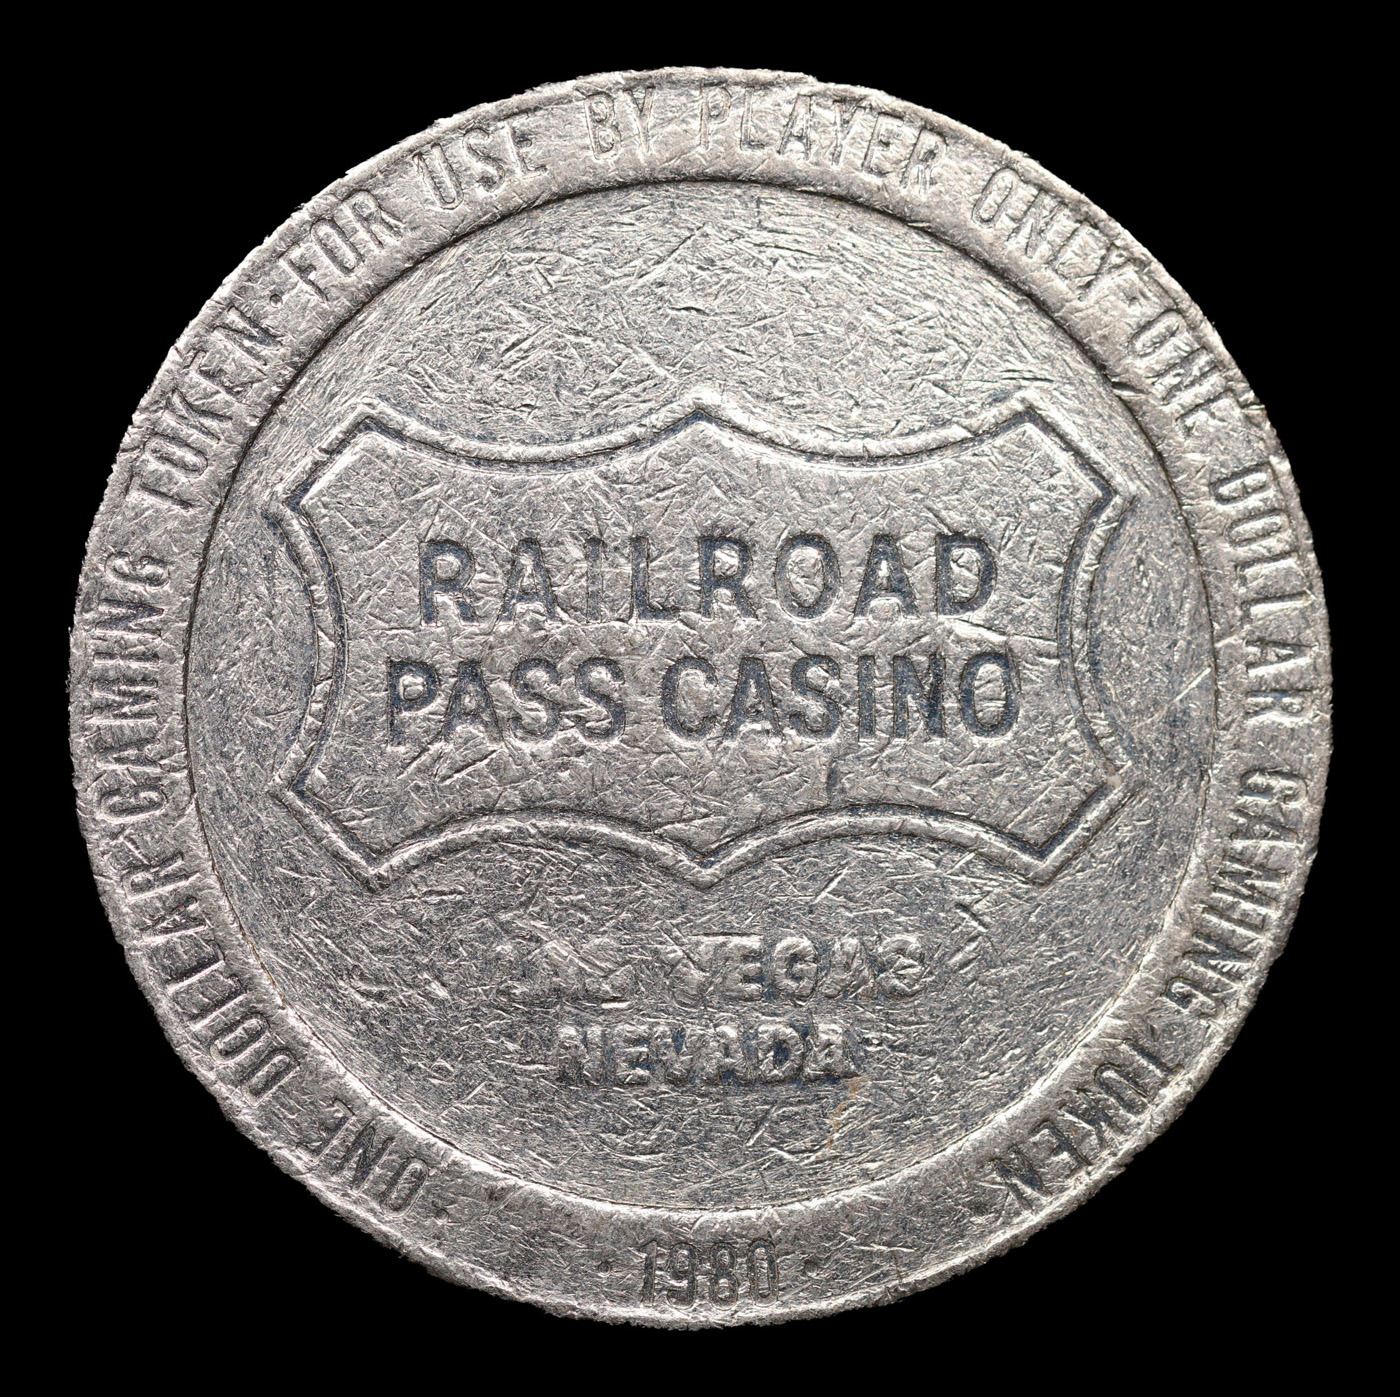 ONE DOLLAR GAMING TOKEN · FOR USE BY PLAYER ONLY · ONE DOLLAR GAMING TOKEN
RAILROAD
PASS CASINO
LAS VEGAS
NEVADA
· 1980 ·